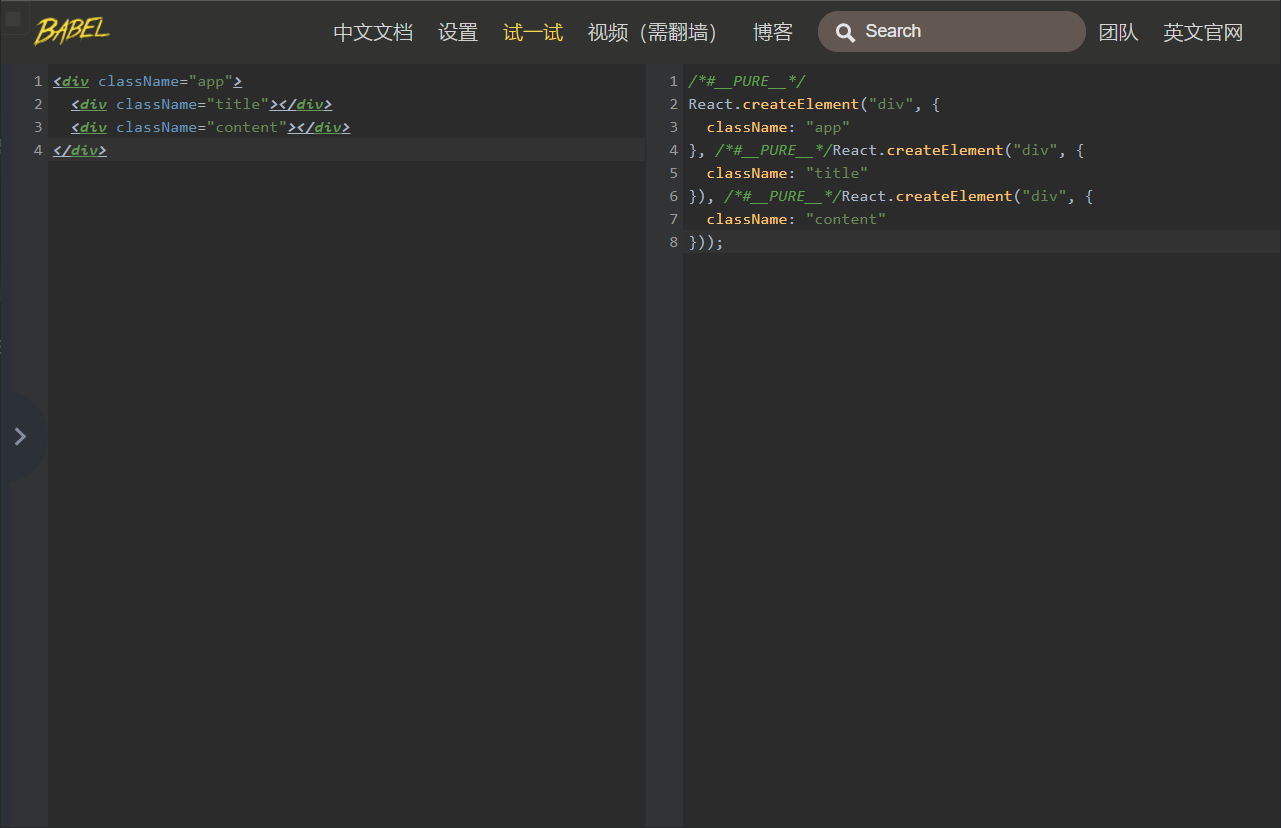 BABEL 中文文档 设置 试一试 视频（需翻墙） 博客 Search 团队 英文官网
1 <div className="app">
2   <div className="title"></div>
3   <div className="content"></div>
4 </div>
1 /*#__PURE__*/
2 React.createElement("div", {
3   className: "app"
4 }, /*#__PURE__*/React.createElement("div", {
5   className: "title"
6 }), /*#__PURE__*/React.createElement("div", {
7   className: "content"
8 }));